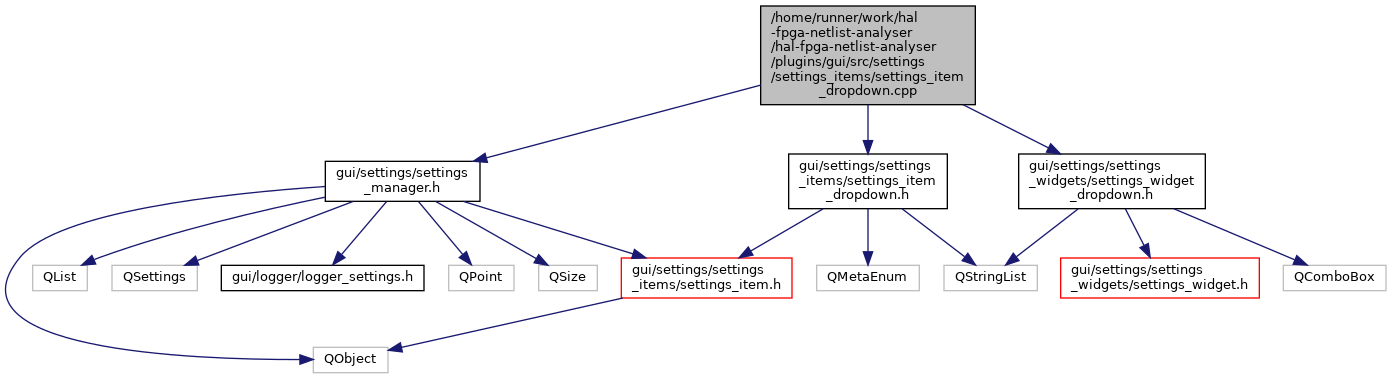 /home/runner/work/hal
-fpga-netlist-analyser
/hal-fpga-netlist-analyser
/plugins/gui/src/settings
/settings_items/settings_item
_dropdown.cpp
gui/settings/settings
_manager.h
gui/settings/settings
_items/settings_item
_dropdown.h
gui/settings/settings
_widgets/settings_widget
_dropdown.h
QList
QSettings
gui/logger/logger_settings.h
QPoint
QSize
gui/settings/settings
_items/settings_item.h
QMetaEnum
QStringList
gui/settings/settings
_widgets/settings_widget.h
QComboBox
QObject